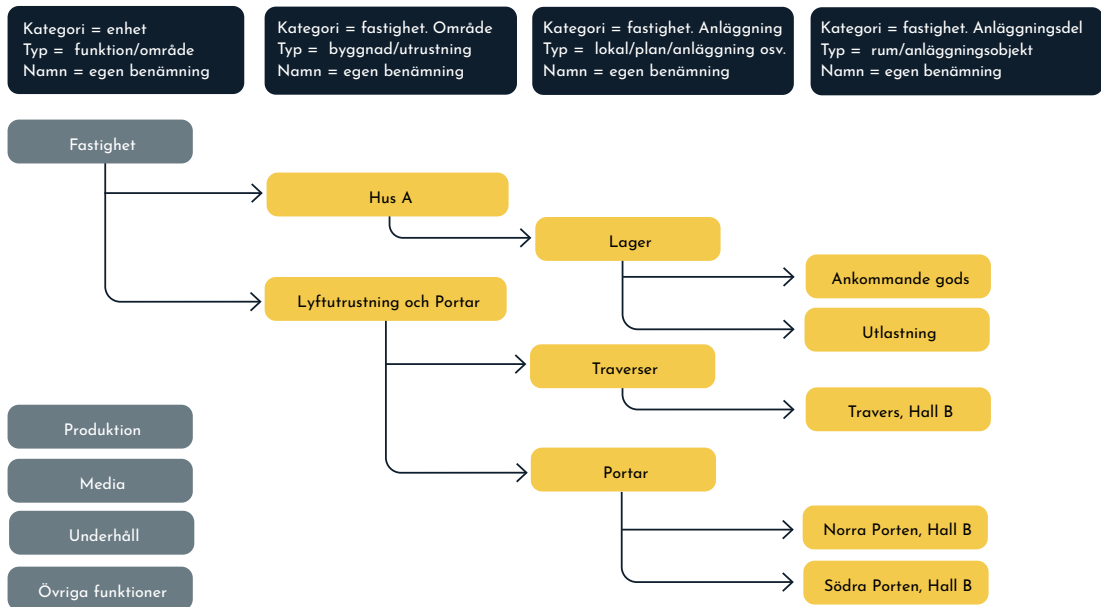 Kategori = enhet
Typ = funktion/område
Namn = egen benämning
Kategori = fastighet. Område
Typ = byggnad/utrustning
Namn = egen benämning
Kategori = fastighet. Anläggning
Typ = lokal/plan/anläggning osv.
Namn = egen benämning
Kategori = fastighet. Anläggningsdel
Typ = rum/anläggningsobjekt
Namn = egen benämning
Fastighet
Hus A
Lager
Ankommande gods
Lyftutrustning och Portar
Utlastning
Traverser
Travers, Hall B
Produktion
Portar
Media
Norra Porten, Hall B
Underhåll
Södra Porten, Hall B
Övriga funktioner